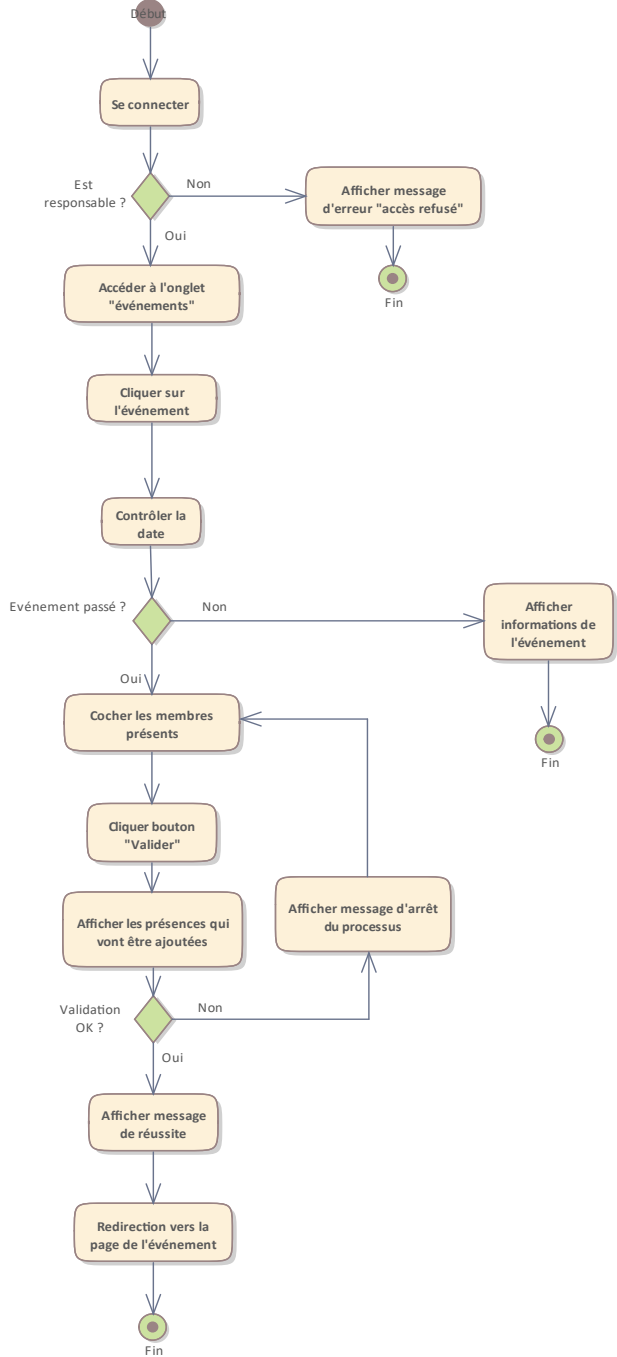 Début
Se connecter
Est
responsable ?
Non
Afficher message
d'erreur "accès refusé"
Oui
Fin
Accéder à l'onglet
"événements"
Cliquer sur
l'événement
Contrôler la
date
Evénement passé ?
Non
Afficher
informations de
l'événement
Oui
Fin
Cocher les membres
présents
Cliquer bouton
"Valider"
Afficher les présences qui
vont être ajoutées
Afficher message d'arrêt
du processus
Validation
OK ?
Non
Oui
Afficher message
de réussite
Redirection vers la
page de l'événement
Fin